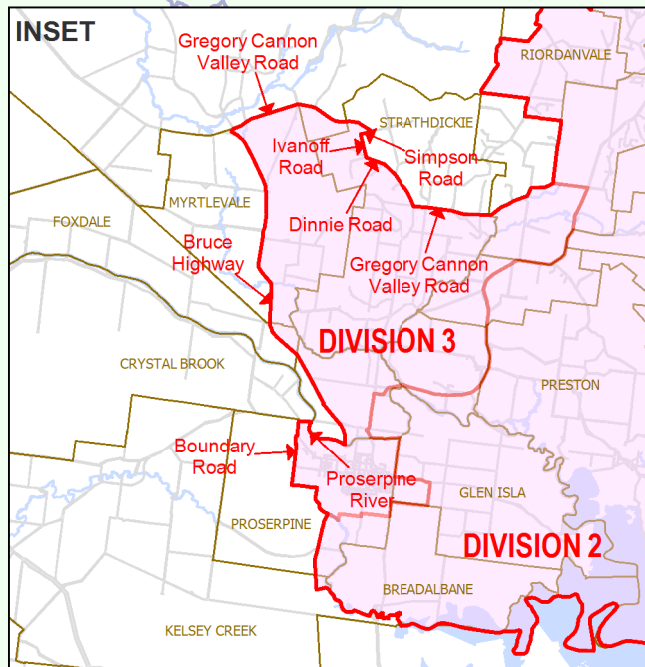 INSET
Gregory Cannon
Valley Road
RIORDANVALE
STRATHDICKIE
Ivanoff
Road
Simpson
Road
MYRTLEVALE
FOXDALE
Dinnie Road
Bruce
Highway
Gregory Cannon
Valley Road
DIVISION 3
CRYSTAL BROOK
PRESTON
Boundary
Road
Proserpine
River
GLEN ISLA
PROSERPINE
DIVISION 2
BREADALBANE
KELSEY CREEK